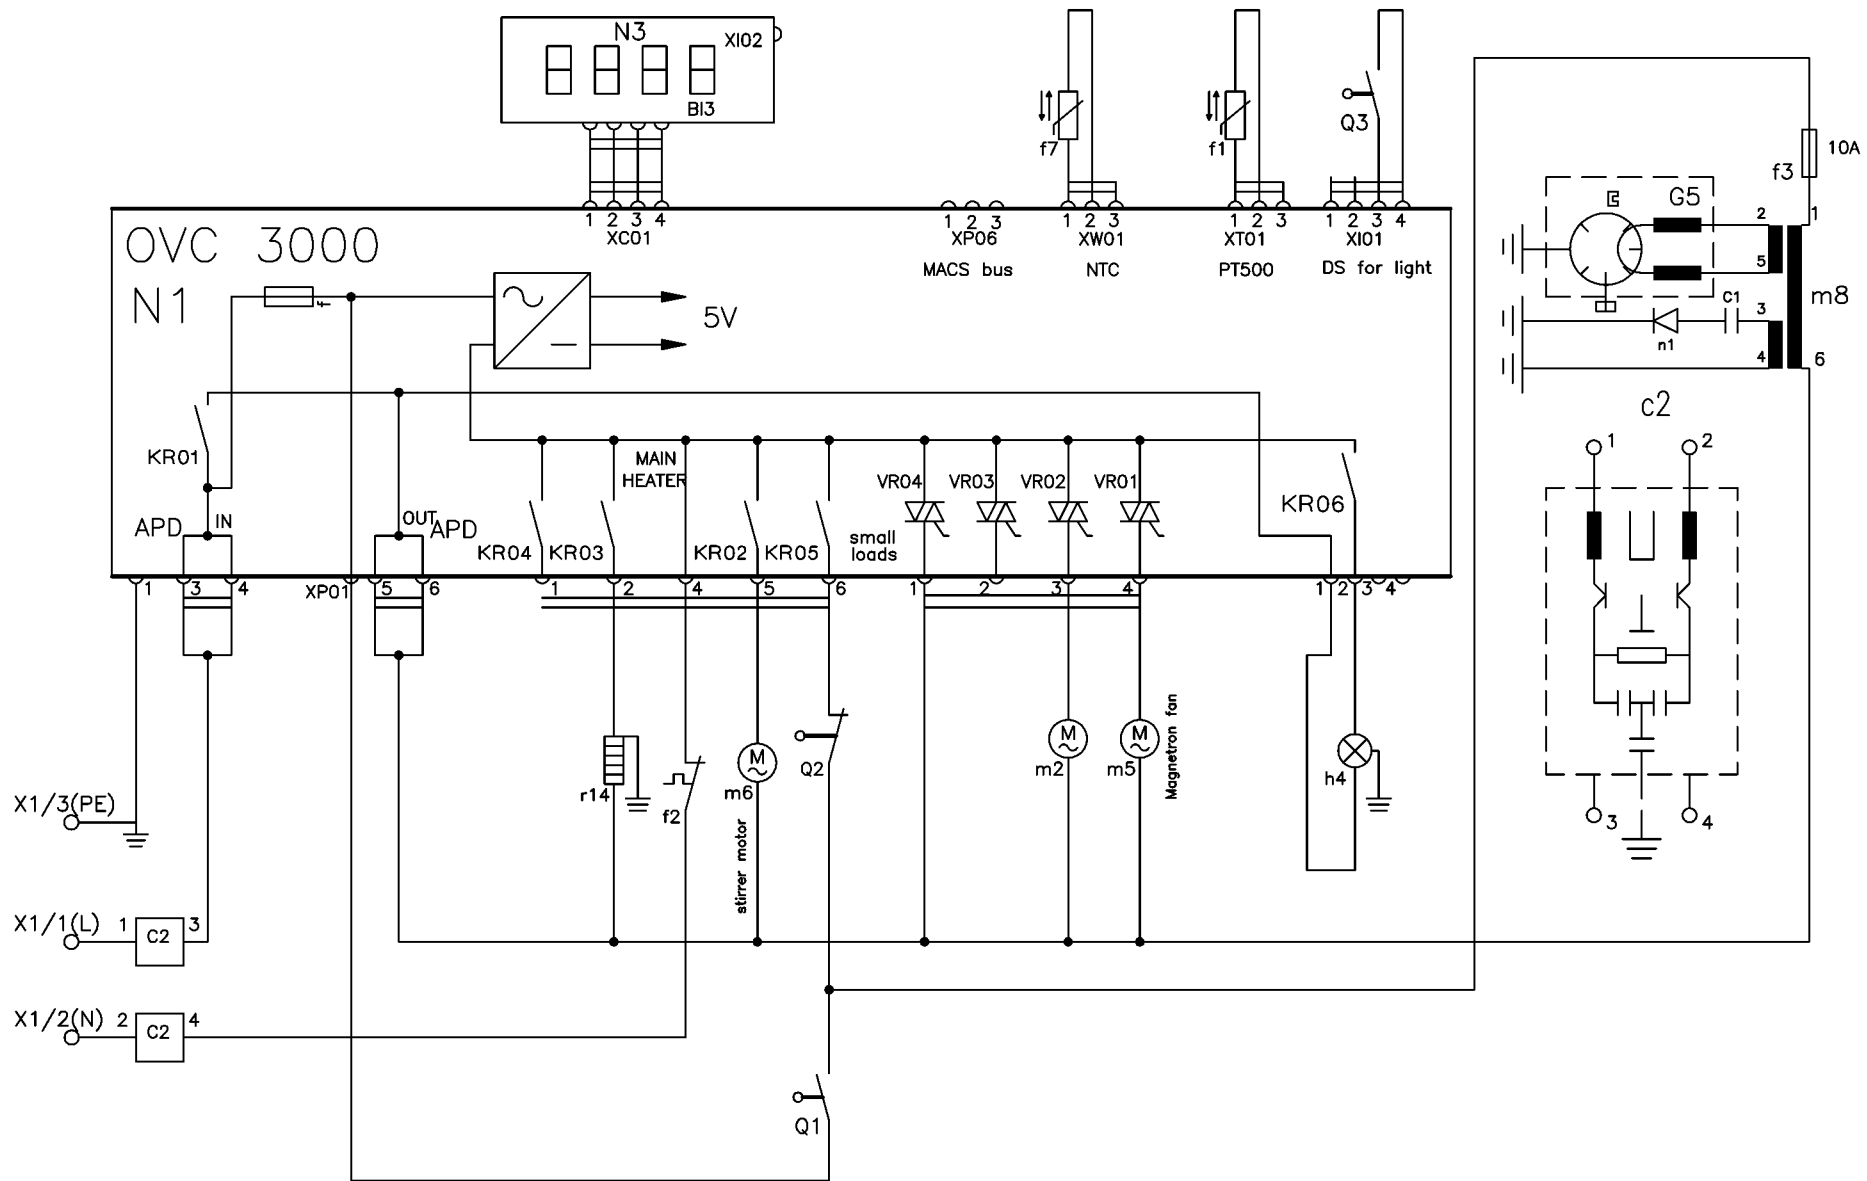 N3
XI02
BI3
f7
f1
Q3
10A
f3
1 2 3 4
XC01
1 2 3
XP06
MACS bus
1 2 3
XW01
NTC
1 2 3
XT01
PT500
1 2 3 4
XI01
DS for light
OVC 3000
N1
f
5V
G5
2
1
5
C1
3
m8
n1
4
6
c2
1
2
KR01
MAIN
HEATER
VR04
VR03
VR02
VR01
KR06
APD
IN
OUT
APD
KR04
KR03
KR02
KR05
small
loads
1
3
4
XP01
5
6
1
2
4
5
6
1
2
3
4
1
2
3
4
Q2
r14
f2
m6
M
M
m2
M
m5
Magnetron fan
h4
stirrer motor
3
4
X1/3(PE)
X1/1(L)
1
C2
3
X1/2(N)
2
C2
4
Q1